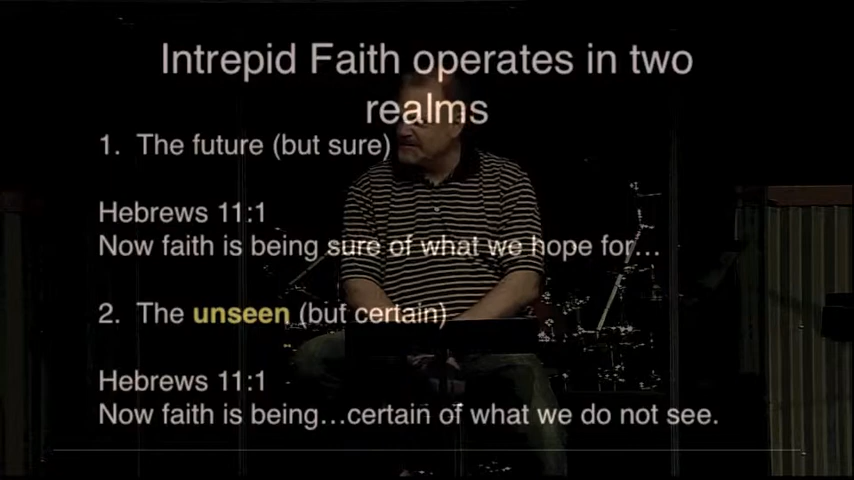 Intrepid Faith operates in two
realms
1. The future (but sure)
Hebrews 11:1
Now faith is being sure of what we hope for…
2. The unseen (but certain)
Hebrews 11:1
Now faith is being…certain of what we do not see.